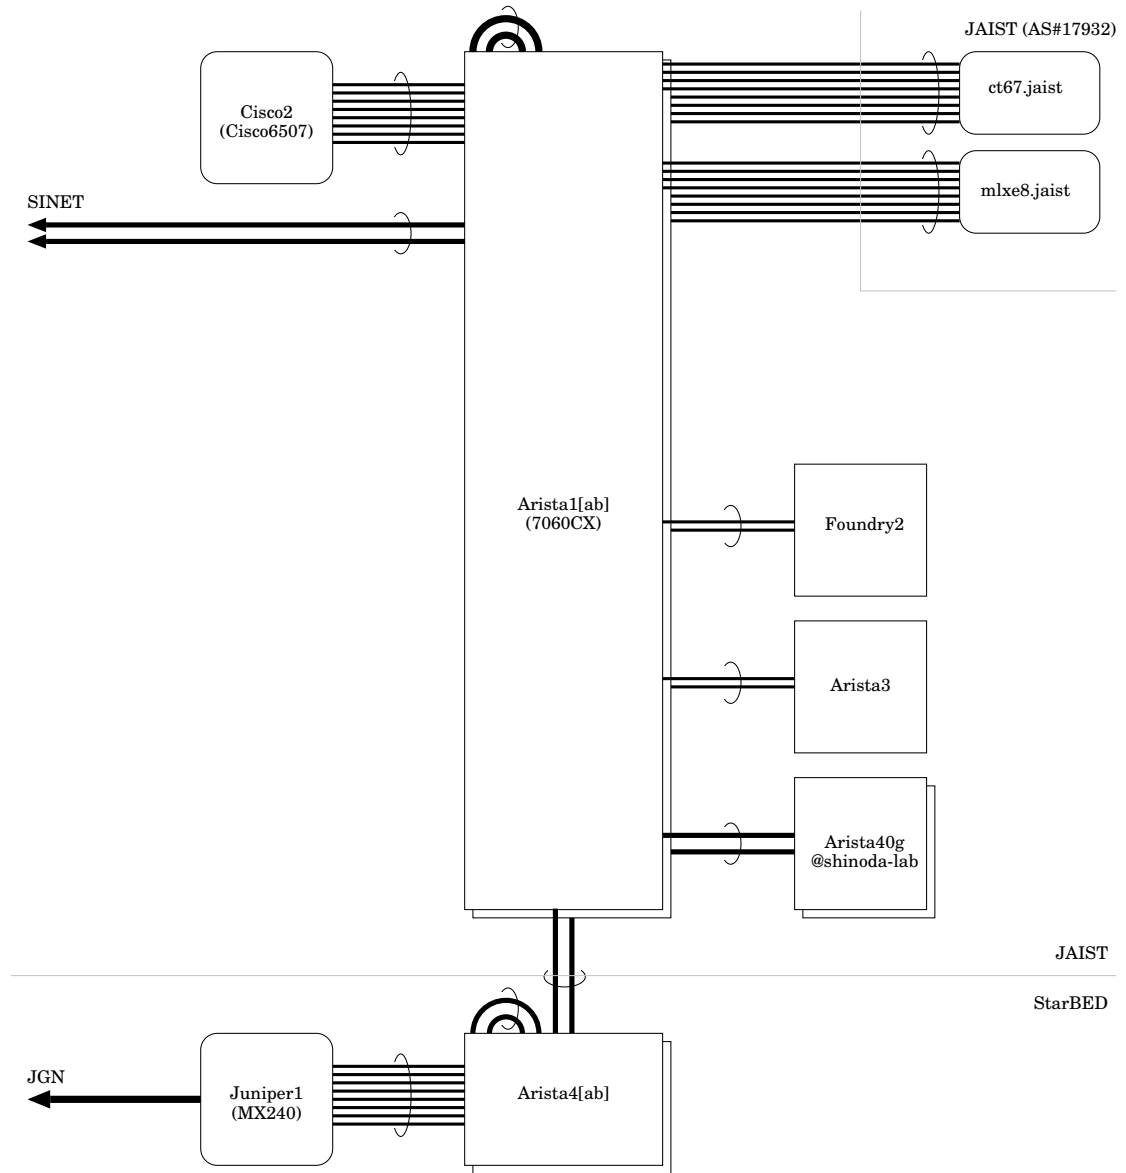 JAIST (AS#17932)
ct67.jaist
Cisco2
(Cisco6507)
mlxe8.jaist
SINET
Arista1[ab]
(7060CX)
Foundry2
Arista3
Arista40g
@shinoda-lab
JAIST
StarBED
JGN
Juniper1
(MX240)
Arista4[ab]